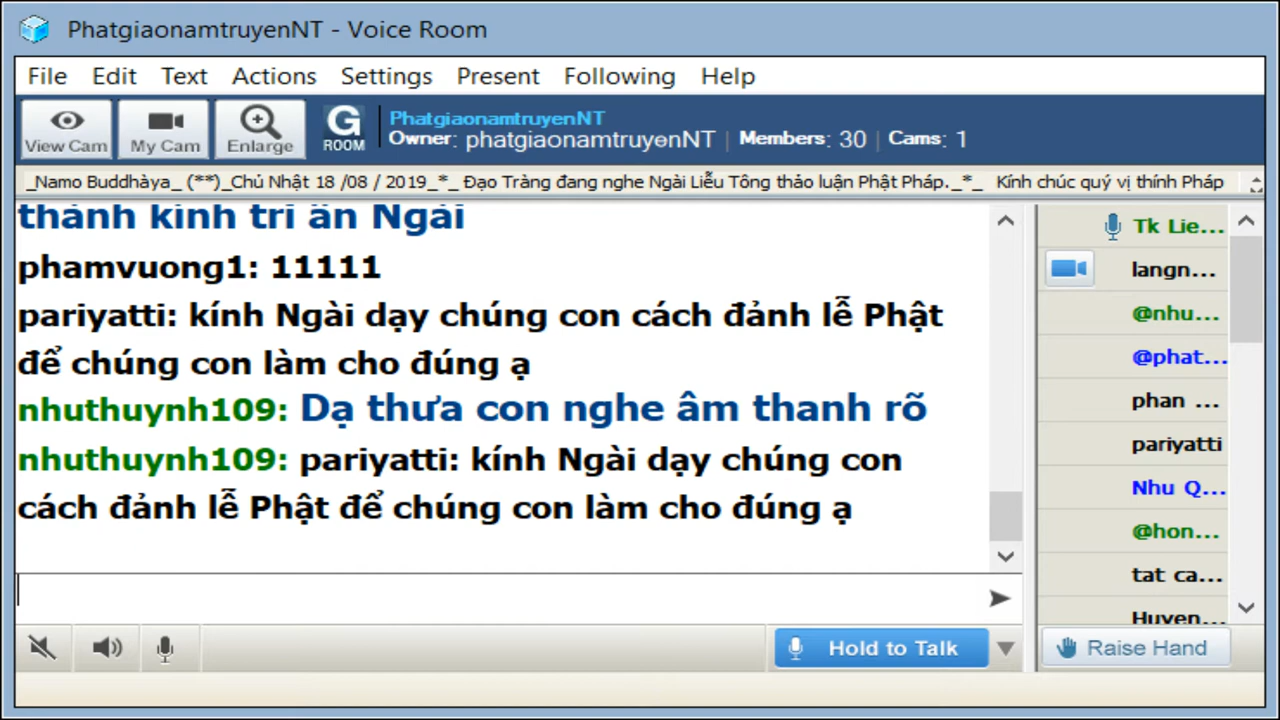 PhatgiaonamtruyenNT - Voice Room
File Edit Text Actions Settings Present Following Help
View Cam My Cam Enlarge G ROOM
PhatgiaonamtruyenNT
Owner: phatgiaonamtruyenNT | Members: 30 | Cams: 1
_Namo Buddhàya_ (**)_Chủ Nhật 18 /08 / 2019_*_ Đạo Tràng đang nghe Ngài Liễu Tông thảo luận Phật Pháp._*_ Kính chúc quý vị thính Pháp
thành kính tri ân Ngài
phamvuong1: 11111
pariyatti: kính Ngài dạy chúng con cách đảnh lễ Phật
để chúng con làm cho đúng ạ
nhuthuynh109: Dạ thưa con nghe âm thanh rõ
nhuthuynh109: pariyatti: kính Ngài dạy chúng con
cách đảnh lễ Phật để chúng con làm cho đúng ạ
Tk Lie...
langn...
@nhu...
@phat...
phan ...
pariyatti
Nhu Q...
@hon...
tat ca...
Huyen...
Hold to Talk
Raise Hand